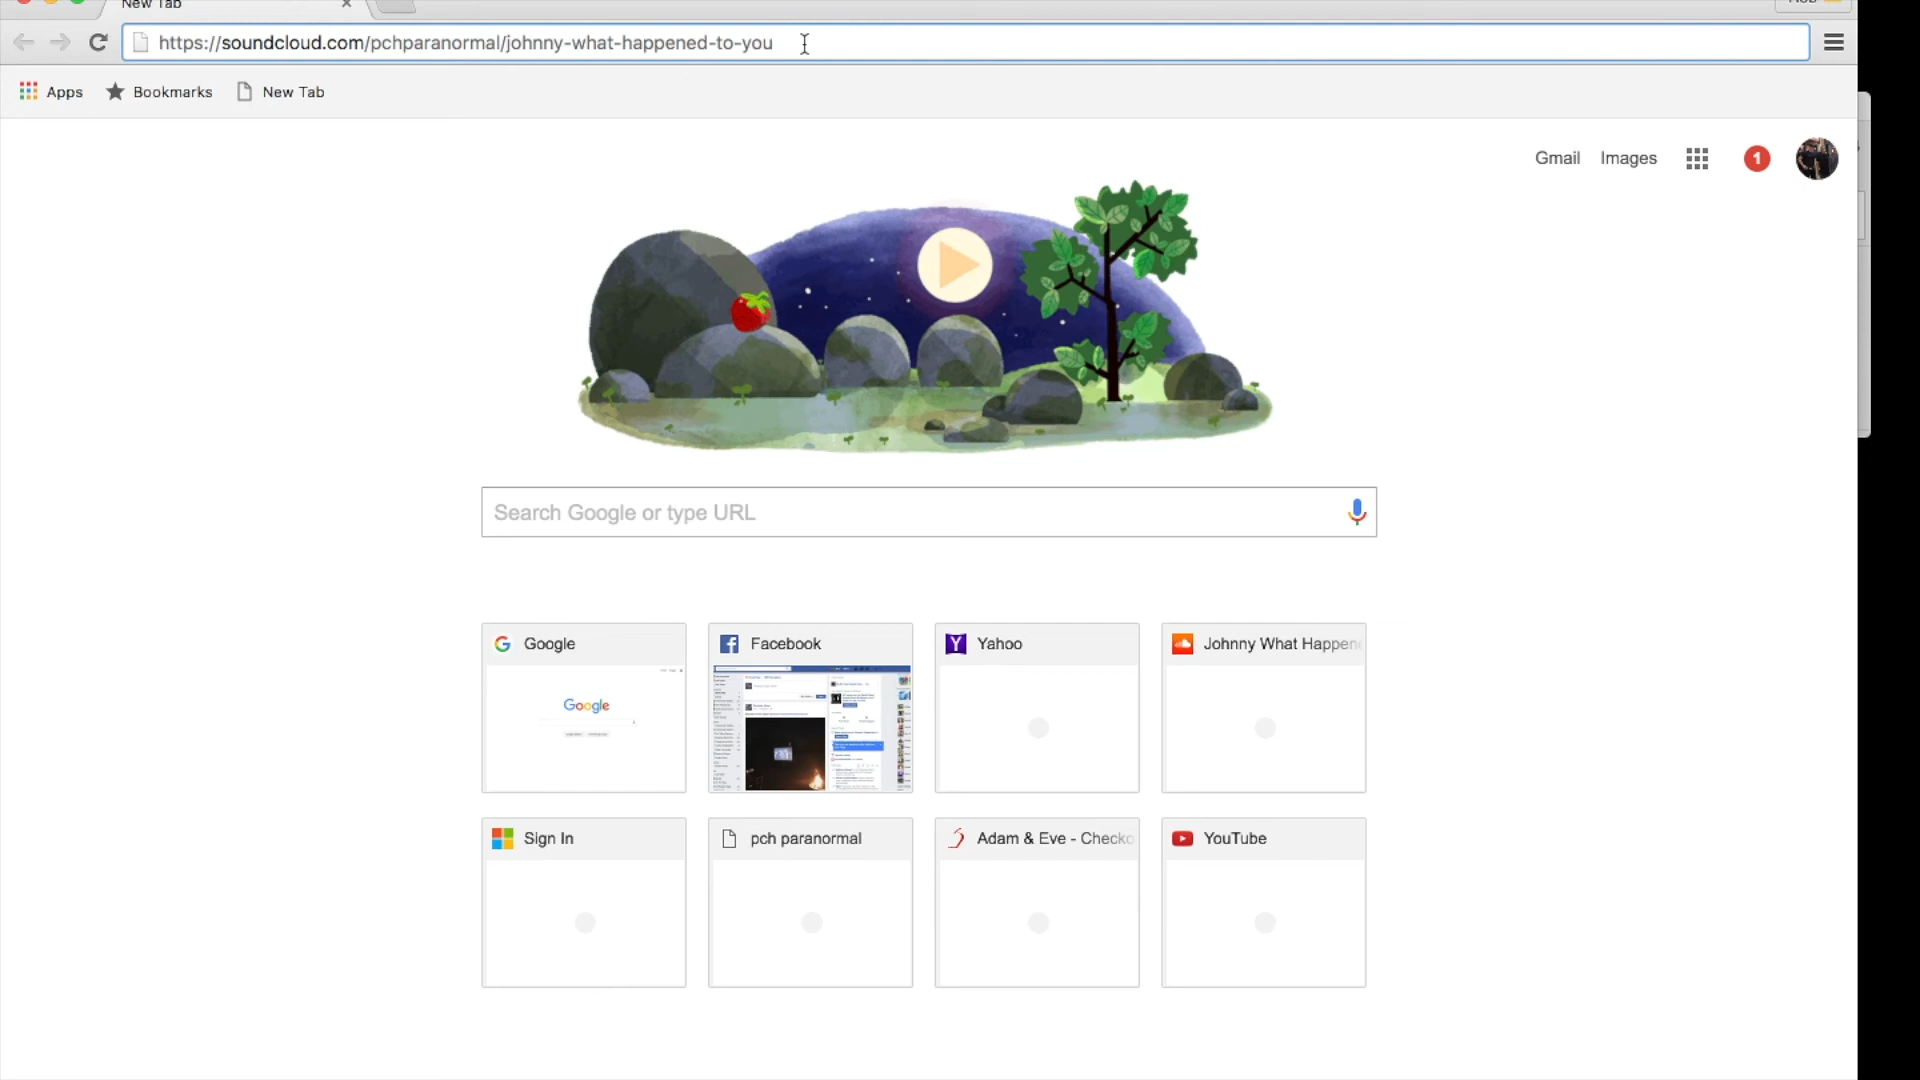 New Tab
https://soundcloud.com/pchparanormal/johnny-what-happened-to-you
Apps
Bookmarks
New Tab
Gmail
Images
1
Search Google or type URL
Google
Facebook
Yahoo
Johnny What Happen
Google
Sign In
pch paranormal
Adam & Eve - Checko
YouTube